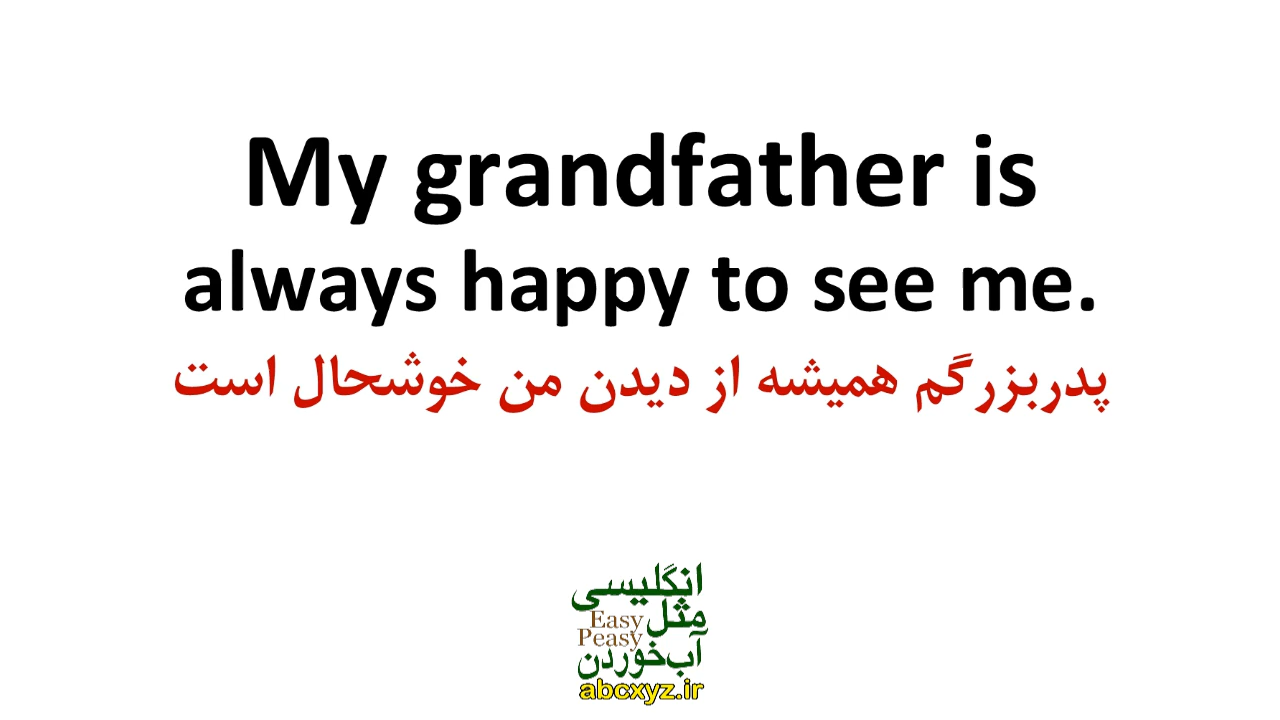 My grandfather is
always happy to see me.
پدربزرگم همیشه از دیدن من خوشحال است
انگلیسی
مثل
Easy
Peasy
آب‌خوردن
abcxyz.ir